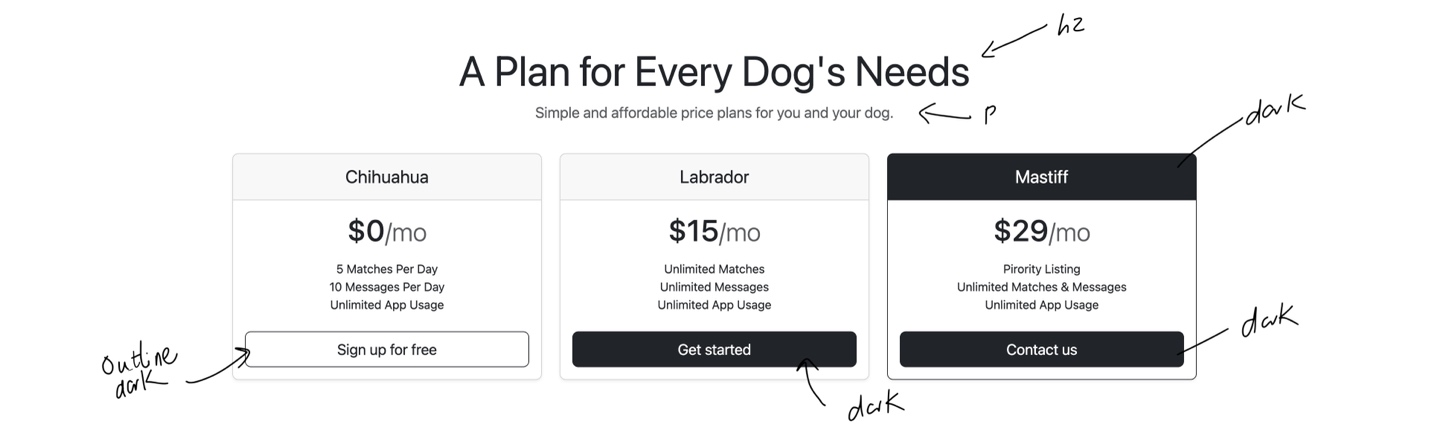 h2
A Plan for Every Dog's Needs
Simple and affordable price plans for you and your dog.
p
dark
Chihuahua
$0/mo
5 Matches Per Day
10 Messages Per Day
Unlimited App Usage
Sign up for free
Outline
dark
Labrador
$15/mo
Unlimited Matches
Unlimited Messages
Unlimited App Usage
Get started
dark
Mastiff
$29/mo
Pirority Listing
Unlimited Matches & Messages
Unlimited App Usage
Contact us
dark